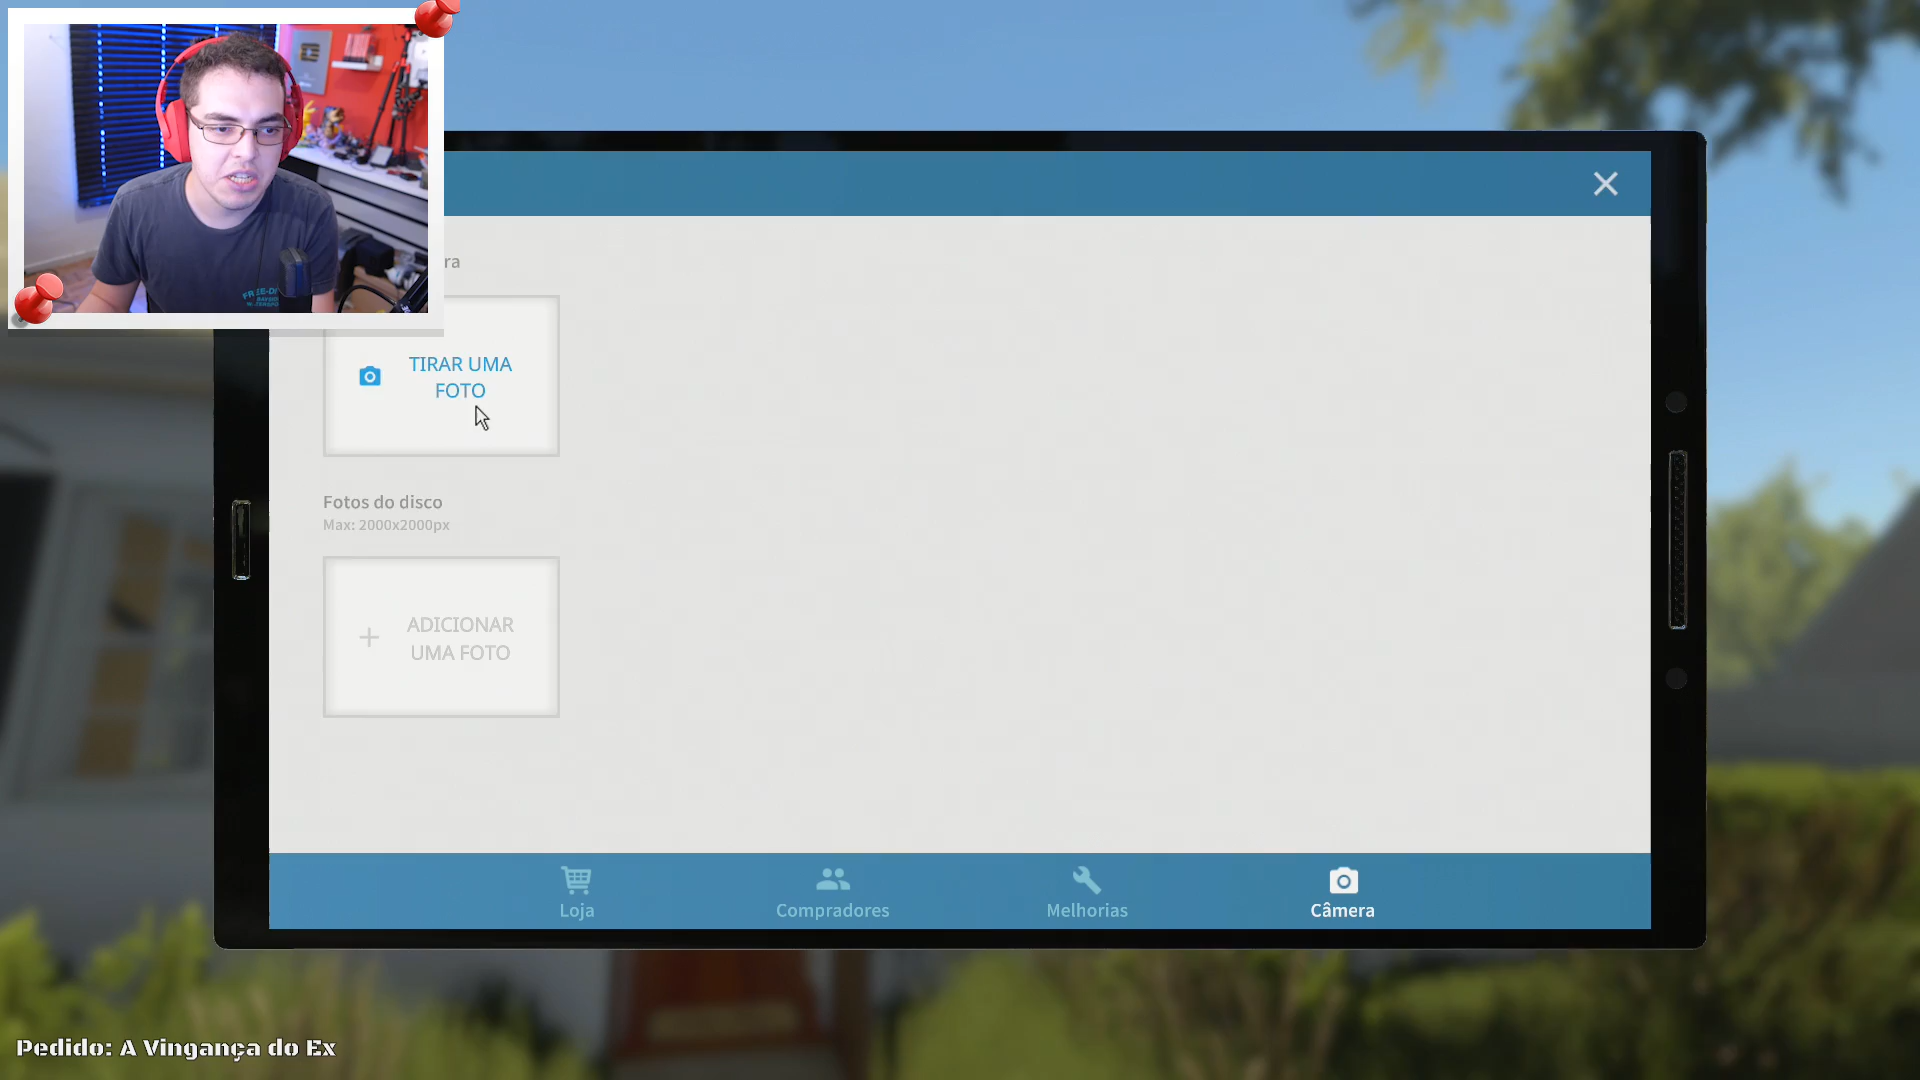 ra
TIRAR UMA
FOTO
Fotos do disco
Max: 2000x2000px
ADICIONAR
UMA FOTO
Loja
Compradores
Melhorias
Câmera
Pedido: A Vingança do Ex